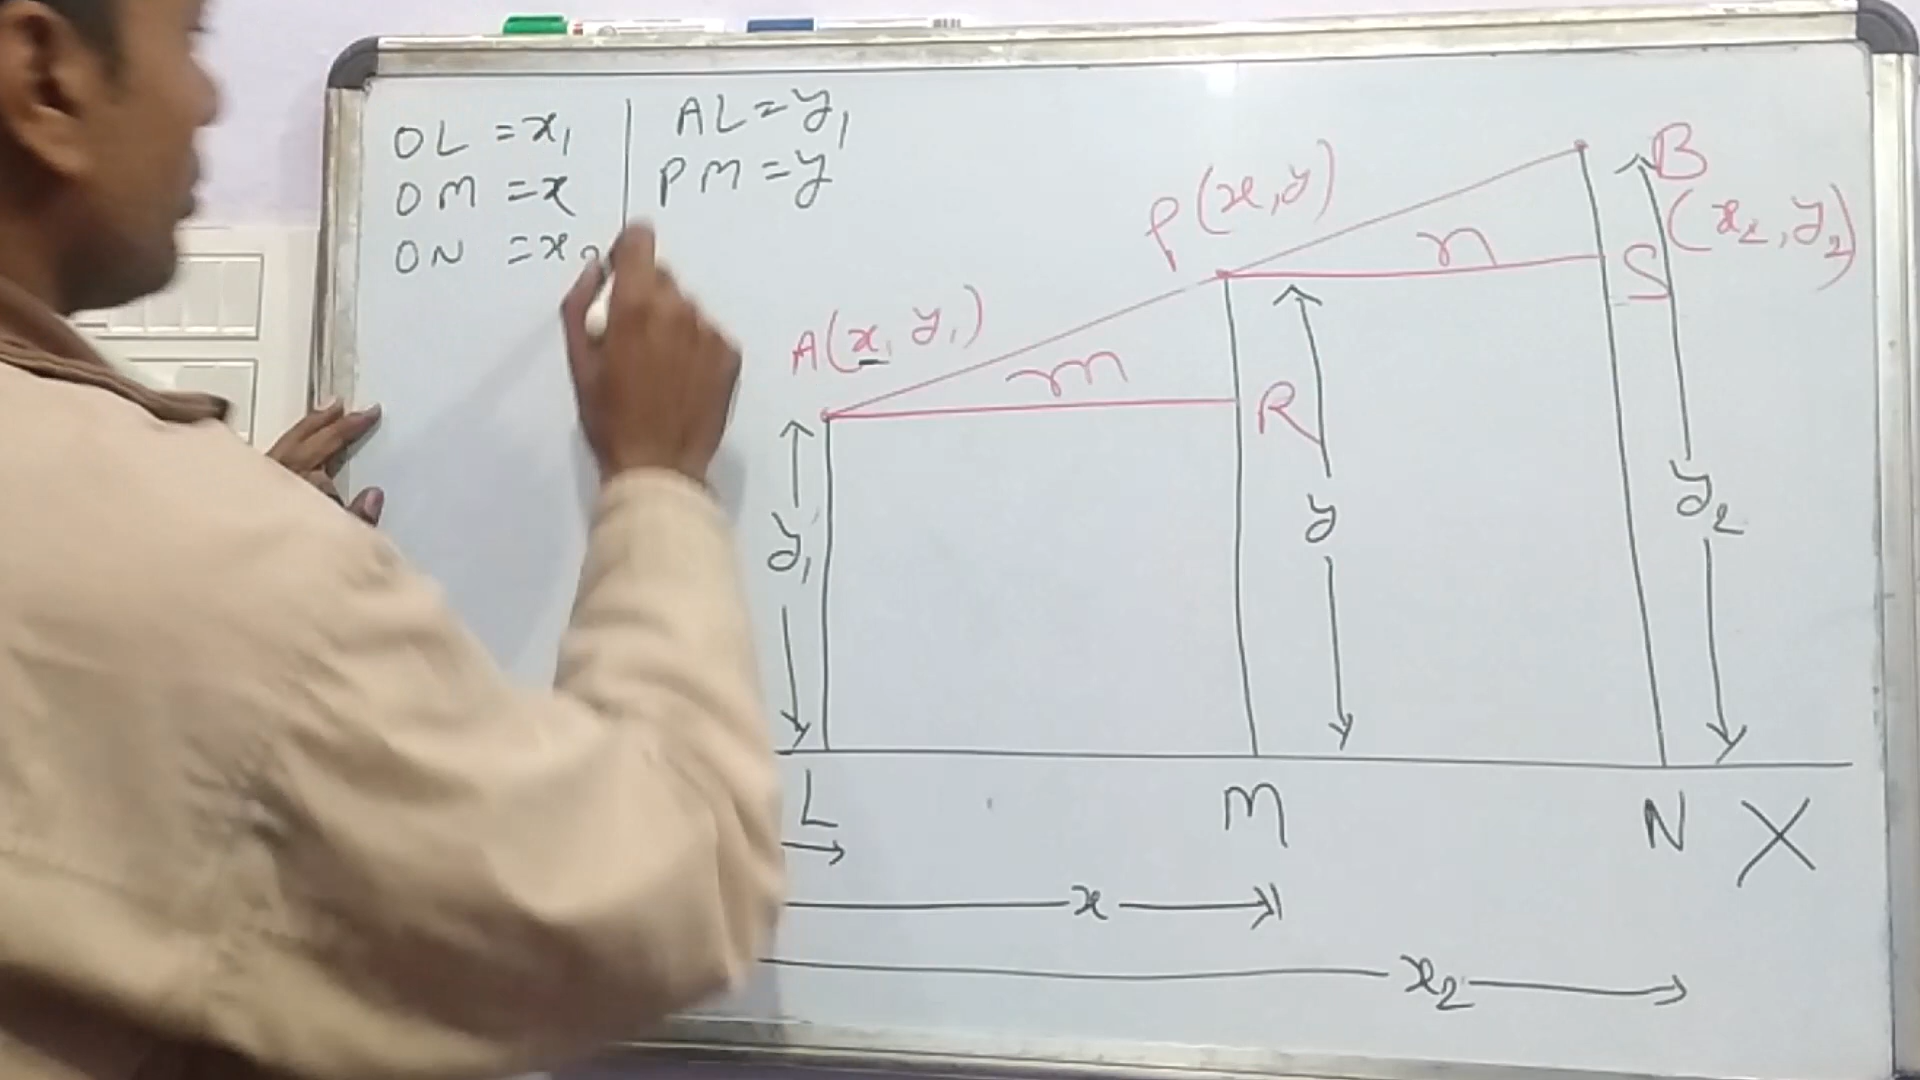 OL = x₁
OM = x
ON = x₂
AL = y₁
PM = y
B
(x₂, y₂)
P(x, y)
n
S
A(x₁ y₁)
m
R
y₁
y
y₂
L
M
N
X
x
x₂